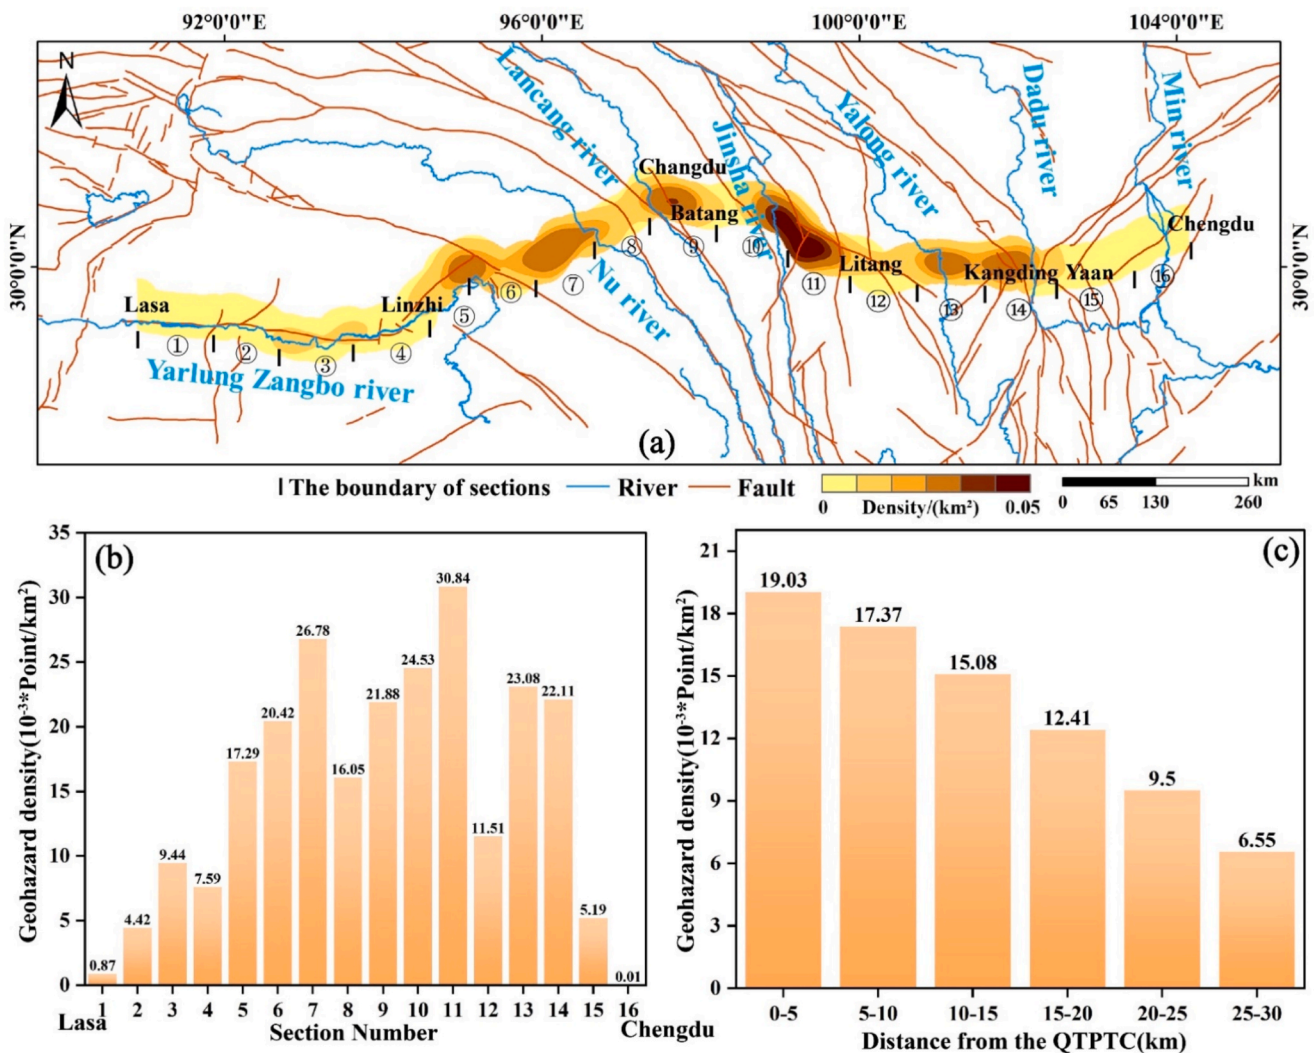 92°0'0"E 96°0'0"E 100°0'0"E 104°0'0"E
N
30°0'0"N
30°0'0"N
Lancang river
Jinsha river
Yalong river
Dadu river
Min river
Changdu
Batang
Chengdu
Litang
Kangding Yaan
Nu river
Lasa
Linzhi
Yarlung Zangbo river
① ② ③ ④ ⑤ ⑥ ⑦ ⑧ ⑨ ⑩ ⑪ ⑫ ⑬ ⑭ ⑮ ⑯
(a)
The boundary of sections River Fault
0 Density/(km²) 0.05
0 65 130 260 km
(b)
Geohazard density(10⁻³*Point/km²)
35
30
25
20
15
10
5
0
0.87 4.42 9.44 7.59 17.29 20.42 26.78 16.05 21.88 24.53 30.84 11.51 23.08 22.11 5.19 0.01
1 2 3 4 5 6 7 8 9 10 11 12 13 14 15 16
Lasa Section Number Chengdu
(c)
Geohazard density(10⁻³*Point/km²)
21
18
15
12
9
6
3
0
19.03 17.37 15.08 12.41 9.5 6.55
0-5 5-10 10-15 15-20 20-25 25-30
Distance from the QTPTC(km)